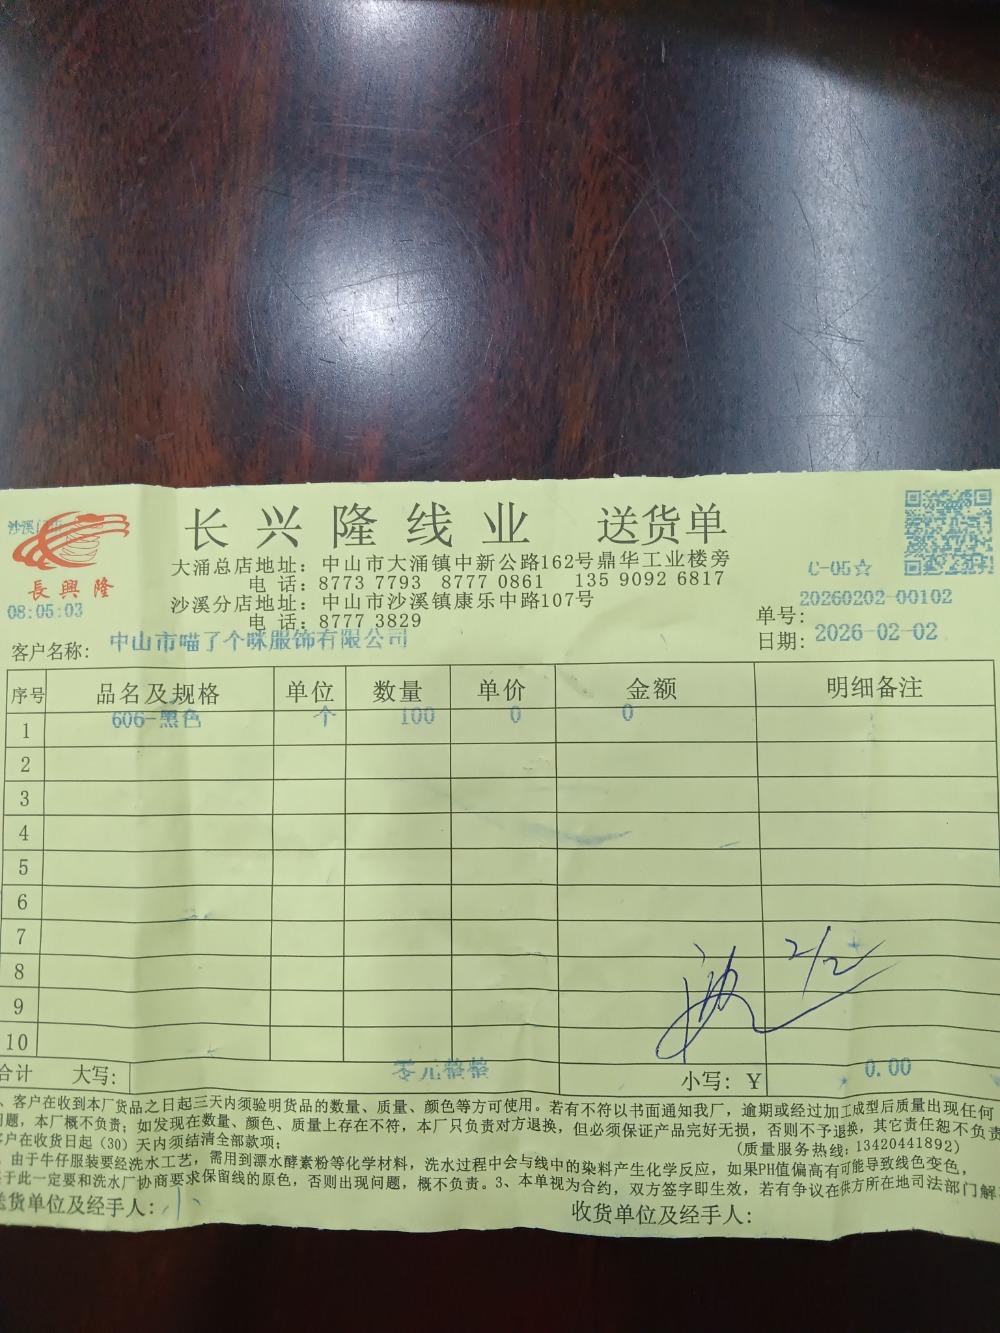 长兴隆线业 送货单
沙溪
長興隆
大涌总店地址：中山市大涌镇中新公路162号鼎华工业楼旁
电 话：8773 7793 8777 0861 135 9092 6817
C-05☆
沙溪分店地址：中山市沙溪镇康乐中路107号
08:05:03
单号：20260202-00102
电 话：8777 3829
日期：2026-02-02
客户名称：中山市喵了个咪服饰有限公司
序号 品名及规格 单位 数量 单价 金额 明细备注
1 606-黑色 个 100 0 0
2
3
4
5
6
7
8
9
10
2/2
合计 大写：零元整整 小写：Y 0.00
、客户在收到本厂货品之日起三天内须验明货品的数量、质量、颜色等方可使用。若有不符以书面通知我厂，逾期或经过加工成型后质量出现任何
问题，本厂概不负责；如发现在数量、颜色、质量上存在不符，本厂只负责对方退换，但必须保证产品完好无损，否则不予退换，其它责任恕不负责
客户在收货日起（30）天内须结清全部款项；
(质量服务热线：13420441892)
、由于牛仔服装要经洗水工艺，需用到漂水酵素粉等化学材料，洗水过程中会与线中的染料产生化学反应，如果PH值偏高有可能导致线色变色，
于此一定要和洗水厂协商要求保留线的原色，否则出现问题，概不负责。3、本单视为合约，双方签字即生效，若有争议在供方所在地司法部门解
送货单位及经手人： 收货单位及经手人：